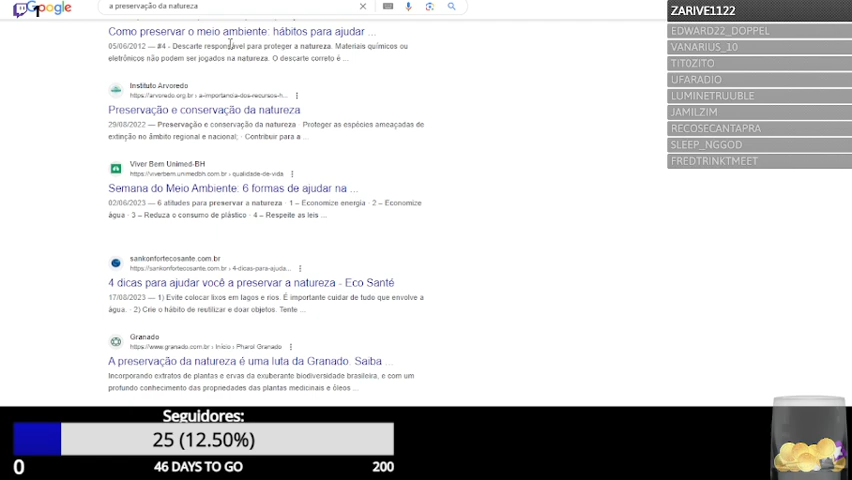 Google
a preservação da natureza
Como preservar o meio ambiente: hábitos para ajudar ...
05/06/2012 — #4 - Descarte responsável para proteger a natureza. Materiais químicos ou
eletrônicos não podem ser jogados na natureza. O descarte correto é ...
Instituto Arvoredo
https://arvoredo.org.br › a-importancia-dos-recursos-h...
Preservação e conservação da natureza
29/08/2022 — Preservação e conservação da natureza · Proteger as espécies ameaçadas de
extinção no âmbito regional e nacional; · Contribuir para a ...
Viver Bem Unimed-BH
https://viverbem.unimedbh.com.br › qualidade-de-vida
Semana do Meio Ambiente: 6 formas de ajudar na ...
02/06/2023 — 6 atitudes para preservar a natureza · 1 – Economize energia · 2 – Economize
água · 3 – Reduza o consumo de plástico · 4 – Respeite as leis ...
sankonfortecosante.com.br
https://sankonfortecosante.com.br › 4-dicas-para-ajuda...
4 dicas para ajudar você a preservar a natureza - Eco Santé
17/08/2023 — 1) Evite colocar lixos em lagos e rios. É importante cuidar de tudo que envolve a
água. · 2) Crie o hábito de reutilizar e doar objetos. Tente ...
Granado
https://www.granado.com.br › Início › Pharol Granado
A preservação da natureza é uma luta da Granado. Saiba ...
Incorporando extratos de plantas e ervas da exuberante biodiversidade brasileira, e com um
profundo conhecimento das propriedades das plantas medicinais e óleos ...
ZARIVE1122
EDWARD22_DOPPEL
VANARIUS_10
TIT0ZITO
UFARADIO
LUMINETRUUBLE
JAMILZIM
RECOSECANTAPRA
SLEEP_NGGOD
FREDTRINKTMEET
Seguidores:
25 (12.50%)
0
46 DAYS TO GO
200